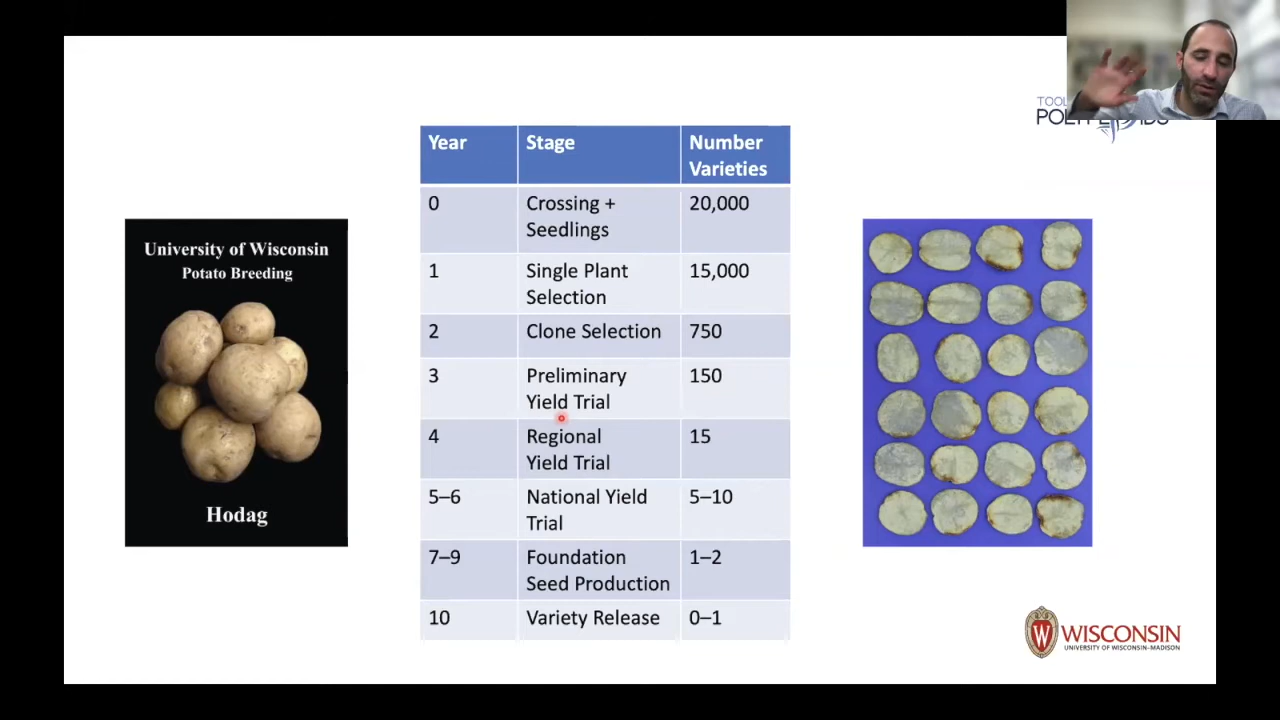 TOOL
University of Wisconsin
Potato Breeding
Hodag
Year Stage Number
Varieties
0 Crossing + 20,000
Seedlings
1 Single Plant 15,000
Selection
2 Clone Selection 750
3 Preliminary 150
Yield Trial
4 Regional 15
Yield Trial
5–6 National Yield 5–10
Trial
7–9 Foundation 1–2
Seed Production
10 Variety Release 0–1
W WISCONSIN
UNIVERSITY OF WISCONSIN-MADISON